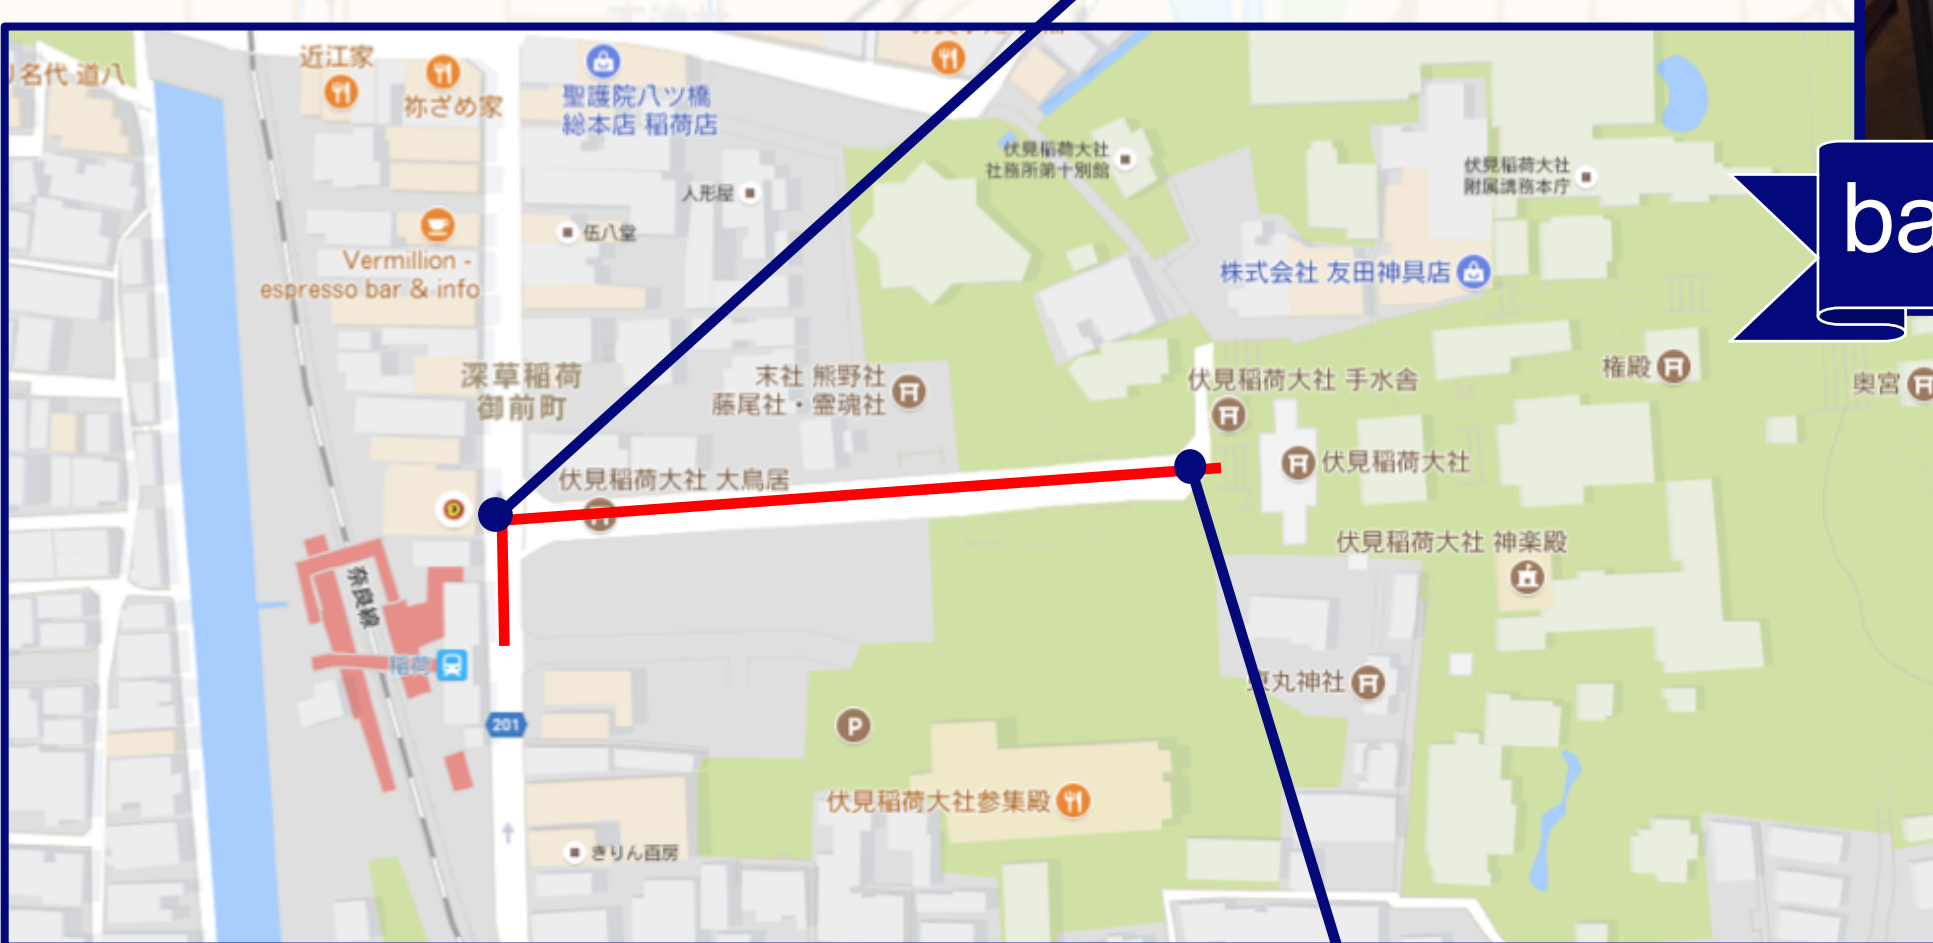 名代 道八
近江家
祢ざめ家
聖護院八ツ橋
総本店 稲荷店
伏見稲荷大社
社務所第十別館
伏見稲荷大社
附属講務本庁
人形屋
伍八堂
ba
Vermillion -
espresso bar & info
株式会社 友田神具店
深草稲荷
御前町
末社 熊野社
藤尾社・霊魂社
伏見稲荷大社 手水舎
権殿
奥宮
伏見稲荷大社 大鳥居
伏見稲荷大社
伏見稲荷大社 神楽殿
奈良線
稲荷
東丸神社
201
P
伏見稲荷大社参集殿
きりん百房